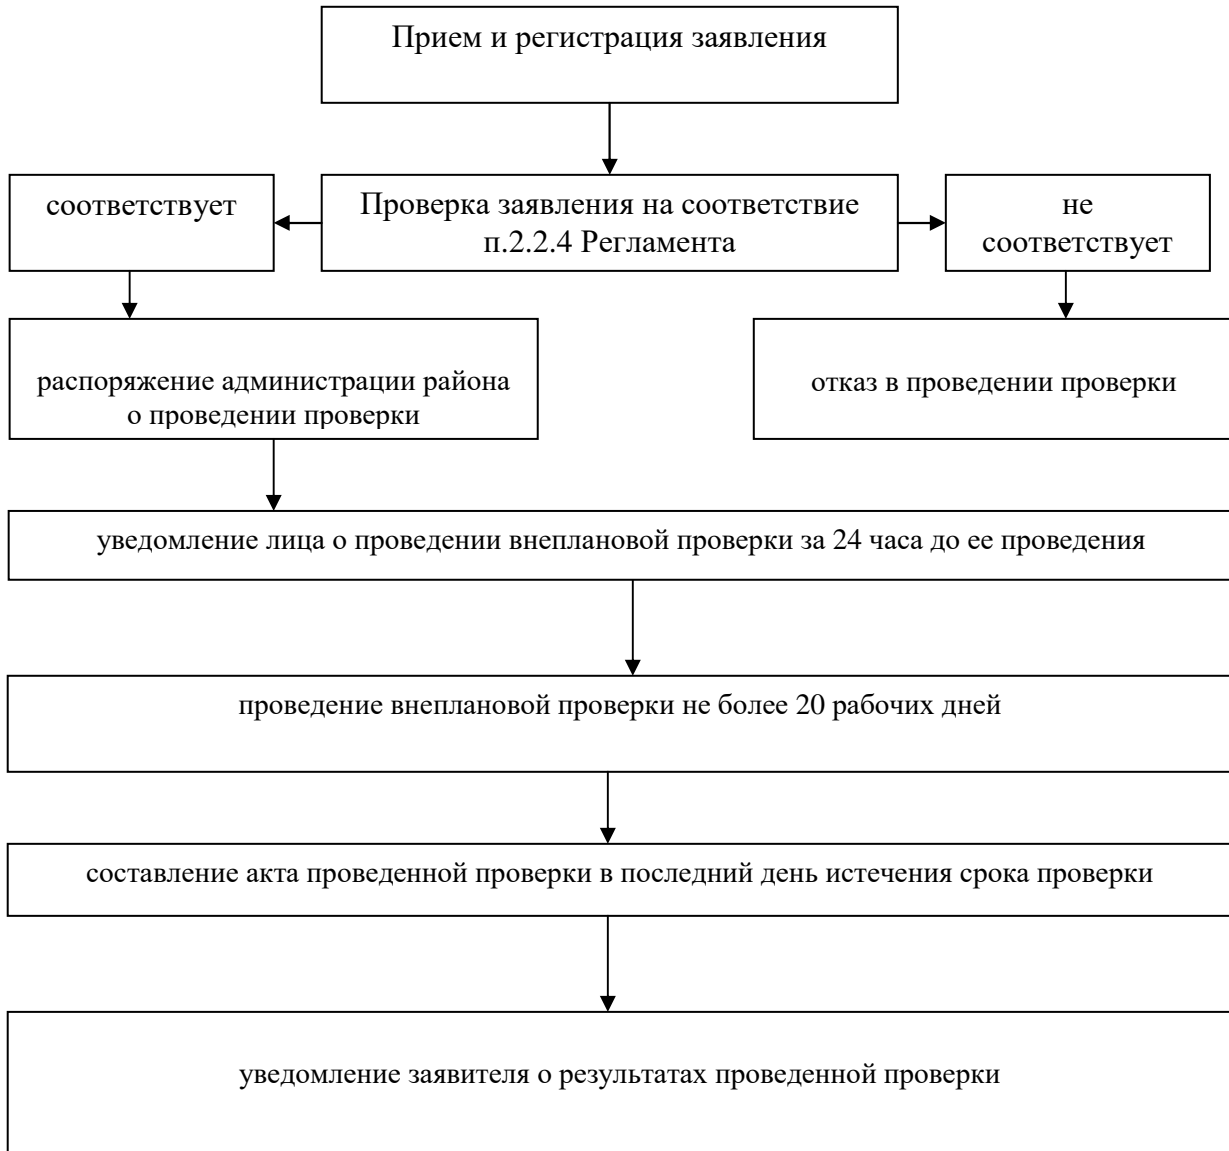 Прием и регистрация заявления
соответствует
Проверка заявления на соответствие
п.2.2.4 Регламента
не
соответствует
распоряжение администрации района
о проведении проверки
отказ в проведении проверки
уведомление лица о проведении внеплановой проверки за 24 часа до ее проведения
проведение внеплановой проверки не более 20 рабочих дней
составление акта проведенной проверки в последний день истечения срока проверки
уведомление заявителя о результатах проведенной проверки